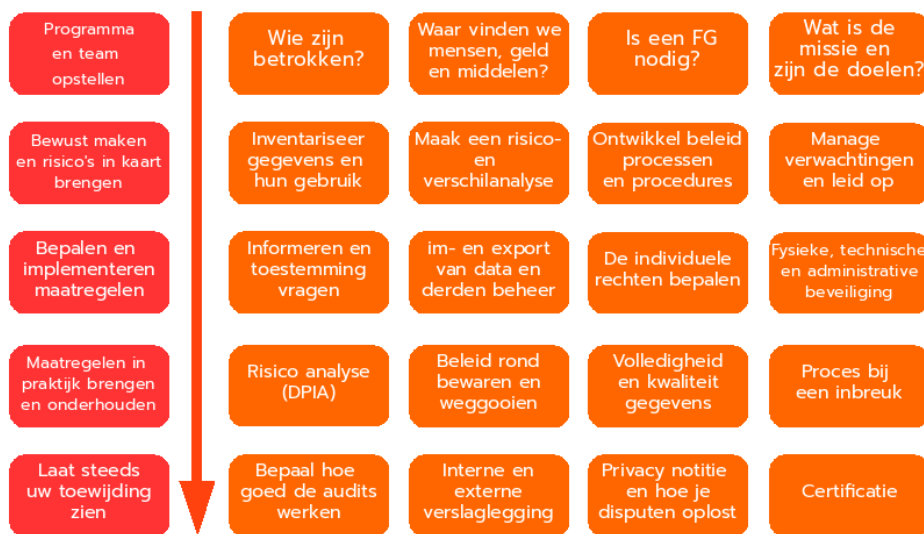 Programma
en team
opstellen
Wie zijn
betrokken?
Waar vinden we
mensen, geld
en middelen?
Is een FG
nodig?
Wat is de
missie en
zijn de doelen?
Bewust maken
en risico's in kaart
brengen
Inventariseer
gegevens en
hun gebruik
Maak een risico-
en
verschilanalyse
Ontwikkel beleid
processen
en procedures
Manage
verwachtingen
en leid op
Bepalen en
implementeren
maatregelen
Informeren en
toestemming
vragen
im- en export
van data en
derden beheer
De individuele
rechten bepalen
Fysieke, technische
en administrative
beveiliging
Maatregelen in
praktijk brengen
en onderhouden
Risico analyse
(DPIA)
Beleid rond
bewaren en
weggooien
Volledigheid
en kwaliteit
gegevens
Proces bij
een inbreuk
Laat steeds
uw toewijding
zien
Bepaal hoe
goed de audits
werken
Interne en
externe
verslaglegging
Privacy notitie
en hoe je
disputen oplost
Certificatie